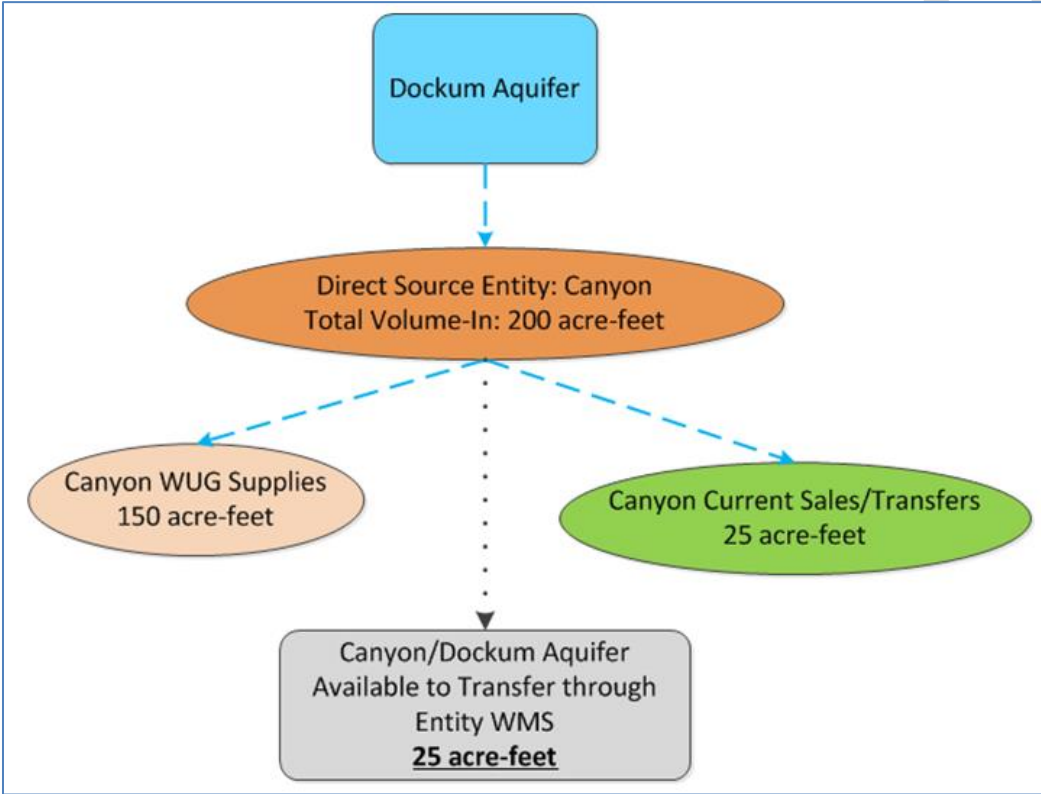 Dockum Aquifer
Direct Source Entity: Canyon
Total Volume-In: 200 acre-feet
Canyon WUG Supplies
150 acre-feet
Canyon Current Sales/Transfers
25 acre-feet
Canyon/Dockum Aquifer
Available to Transfer through
Entity WMS
25 acre-feet